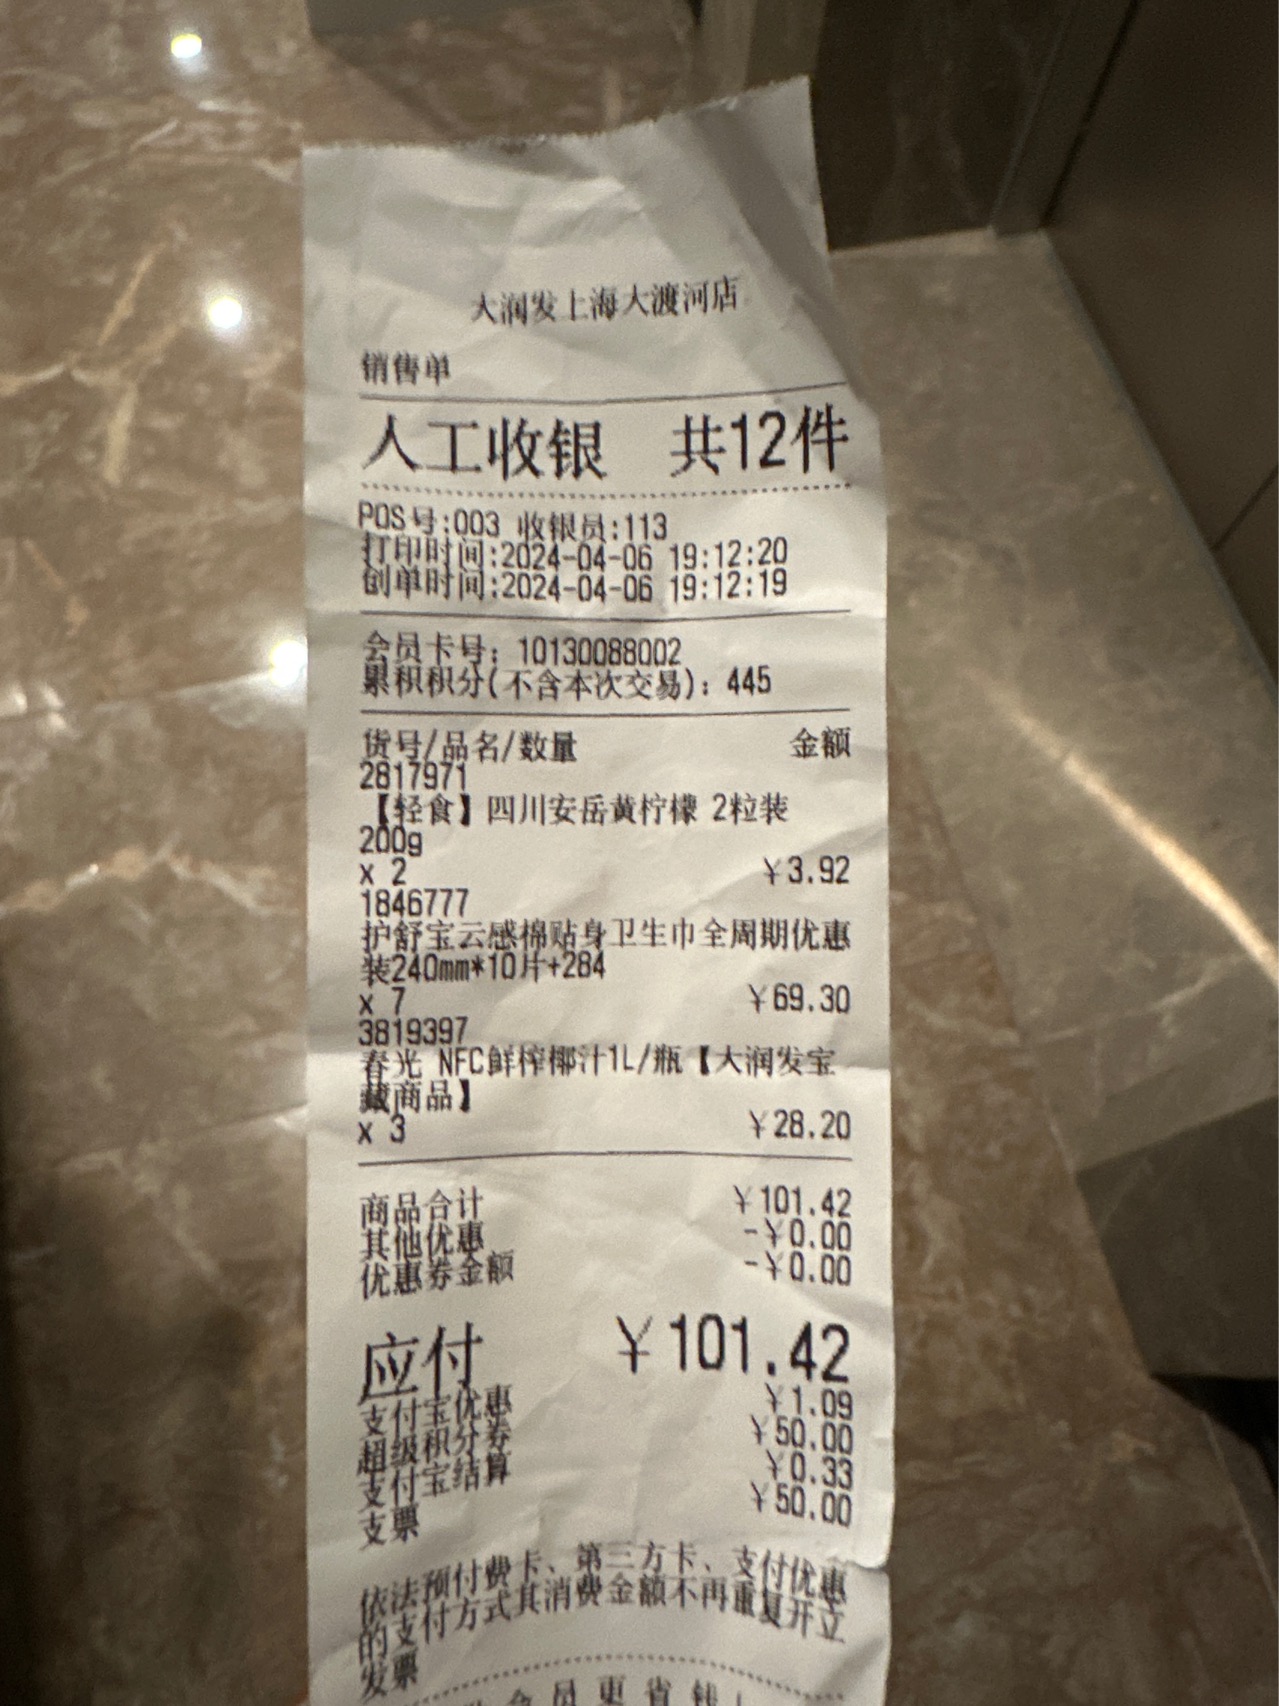 大润发上海大渡河店
销售单
人工收银 共12件
POS号:003 收银员:113
打印时间:2024-04-06 19:12:20
创单时间:2024-04-06 19:12:19
会员卡号: 10130088002
累积积分(不含本次交易): 445
货号/品名/数量 金额
2817971
【轻食】四川安岳黄柠檬 2粒装
200g
x 2 ¥3.92
1846777
护舒宝云感棉贴身卫生巾全周期优惠
装240mm*10片+284
x 7 ¥69.30
3819397
春光 NFC鲜榨椰汁1L/瓶【大润发宝
藏商品】
x 3 ¥28.20
商品合计 ¥101.42
其他优惠 -¥0.00
优惠券金额 -¥0.00
应付 ¥101.42
支付宝优惠 ¥1.09
超级积分券 ¥50.00
支付宝结算 ¥0.33
支票 ¥50.00
依法预付费卡、第三方卡、支付优惠
的支付方式其消费金额不再重复开立
发票
会员更省钱